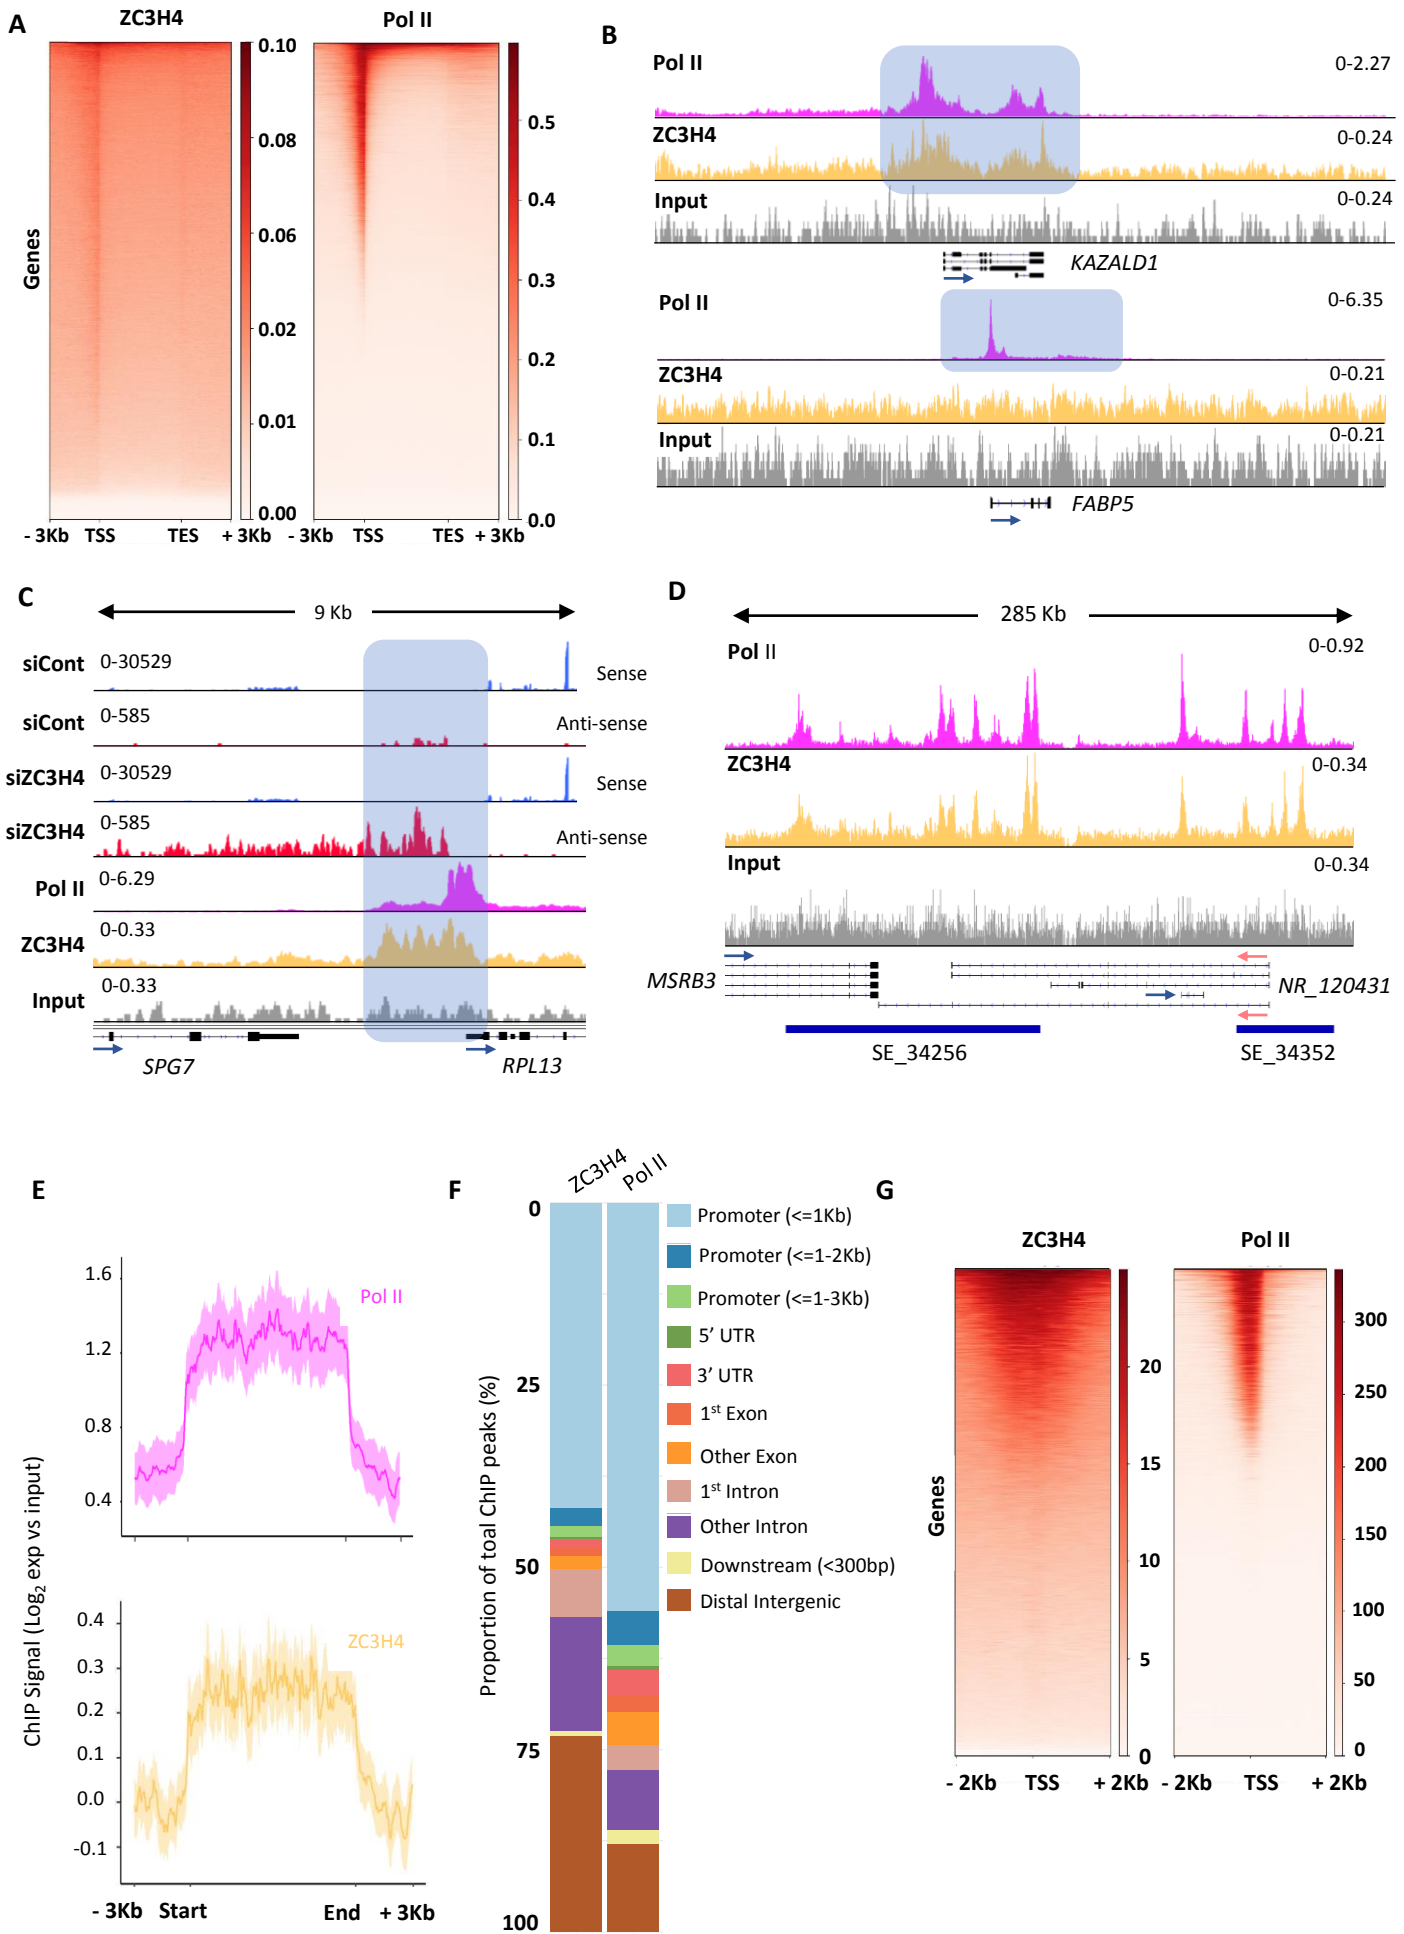 A
ZC3H4
Pol II
Genes
0.10
0.08
0.06
0.02
0.01
0.00
0.5
0.4
0.3
0.2
0.1
0.0
- 3Kb TSS TES + 3Kb
- 3Kb TSS TES + 3Kb
B
Pol II
0-2.27
ZC3H4
0-0.24
Input
0-0.24
KAZALD1
Pol II
0-6.35
ZC3H4
0-0.21
Input
0-0.21
FABP5
C
9 Kb
siCont 0-30529 Sense
siCont 0-585 Anti-sense
siZC3H4 0-30529 Sense
siZC3H4 0-585 Anti-sense
Pol II 0-6.29
ZC3H4 0-0.33
Input 0-0.33
SPG7 RPL13
D
285 Kb
Pol II
0-0.92
ZC3H4
0-0.34
Input
0-0.34
MSRB3
NR_120431
SE_34256
SE_34352
E
ChIP Signal (Log2 exp vs input)
1.6
1.2
0.8
0.4
Pol II
0.4
0.3
0.2
0.1
0.0
-0.1
ZC3H4
- 3Kb Start End + 3Kb
F
ZC3H4
Pol II
Proportion of toal ChIP peaks (%)
0
25
50
75
100
Promoter (<=1Kb)
Promoter (<=1-2Kb)
Promoter (<=1-3Kb)
5' UTR
3' UTR
1st Exon
Other Exon
1st Intron
Other Intron
Downstream (<300bp)
Distal Intergenic
G
ZC3H4
Pol II
Genes
20
15
10
5
0
300
250
200
150
100
50
0
- 2Kb TSS + 2Kb
- 2Kb TSS + 2Kb